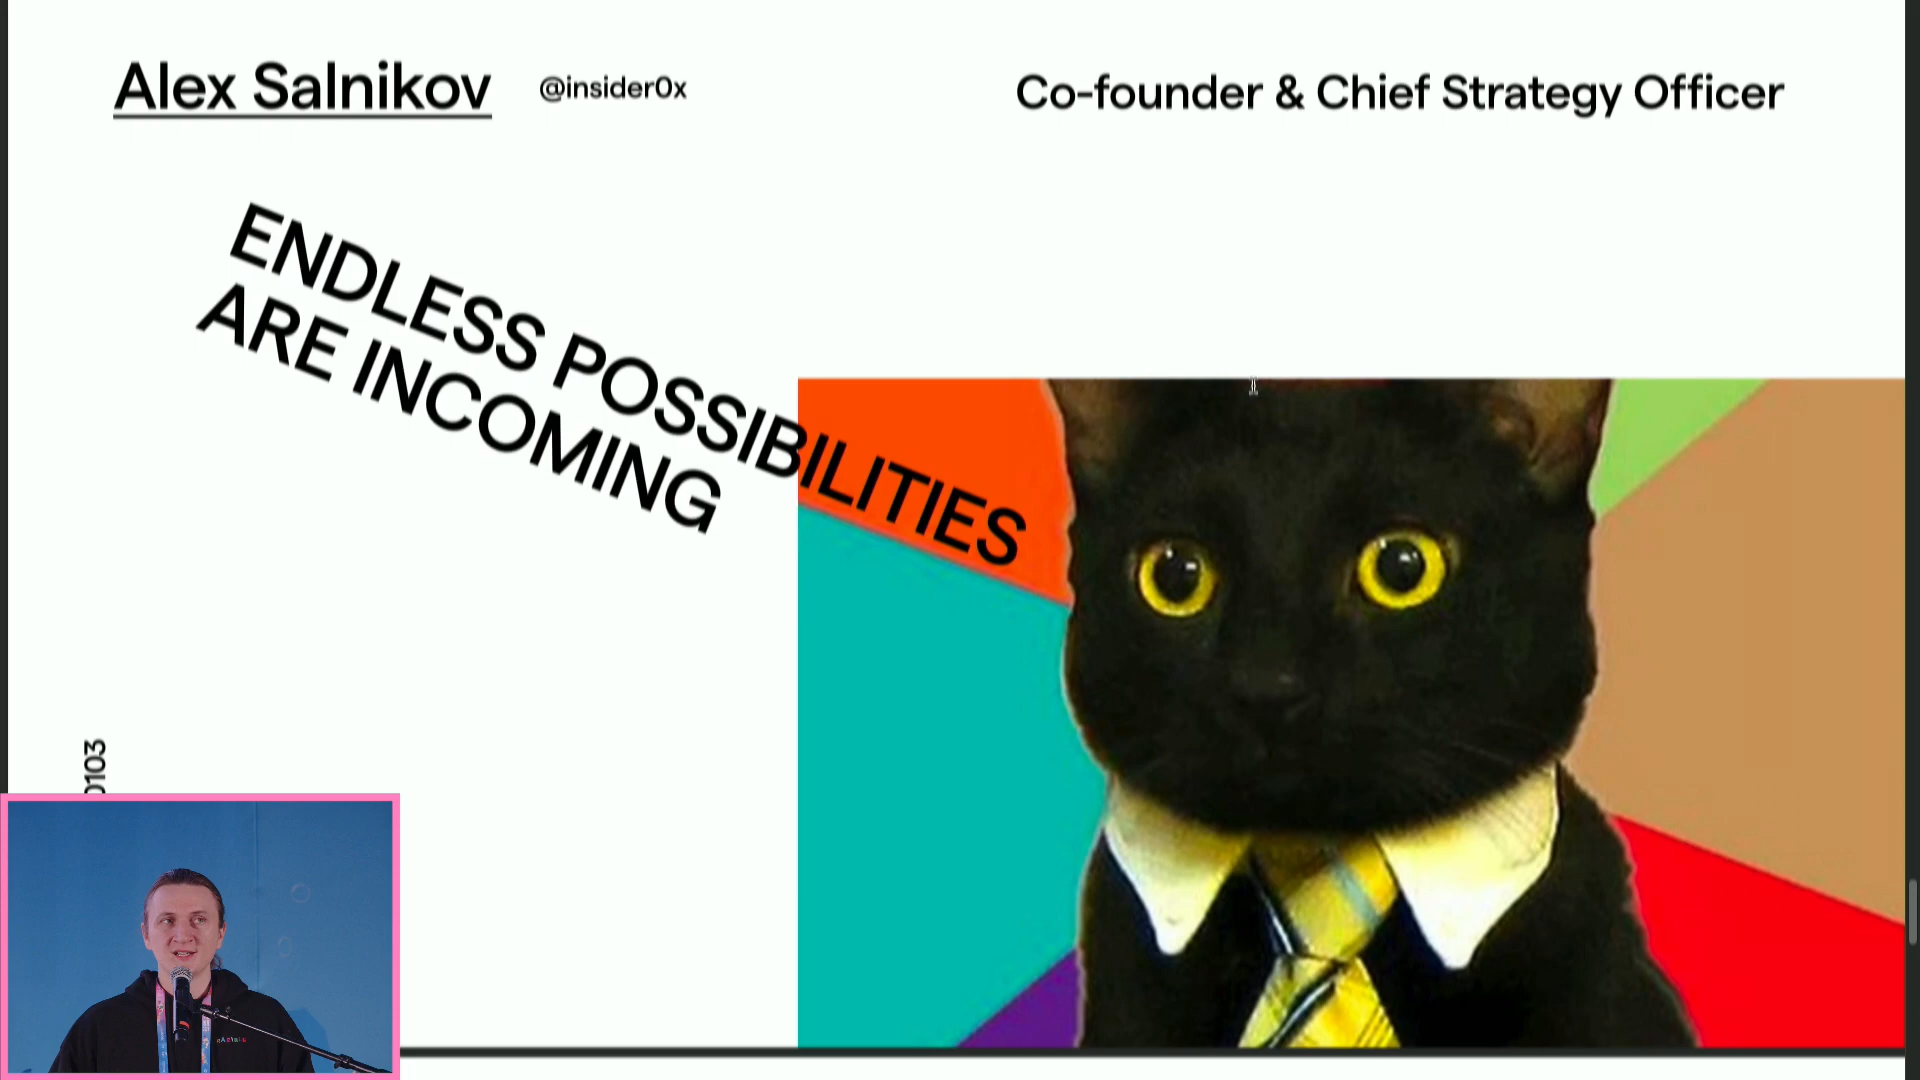 Alex Salnikov
@insider0x
Co-founder & Chief Strategy Officer
ENDLESS POSSIBILITIES
ARE INCOMING
0103